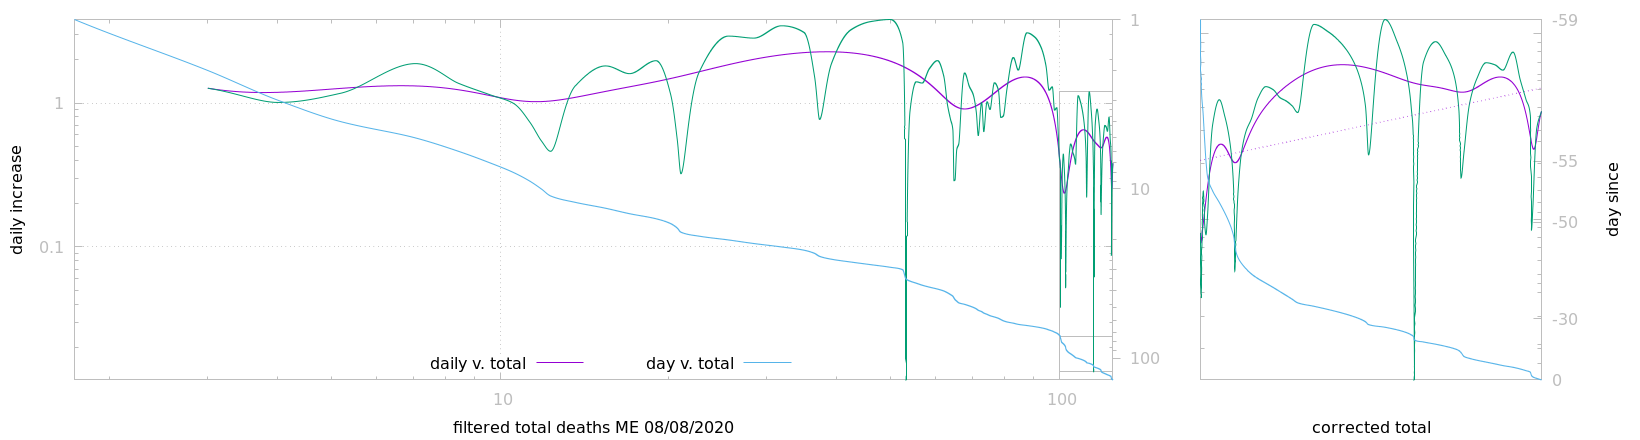 1
-59
1
daily increase
-55
10
day since
-50
0.1
-30
daily v. total
day v. total
100
0
10
100
filtered total deaths ME 08/08/2020
corrected total